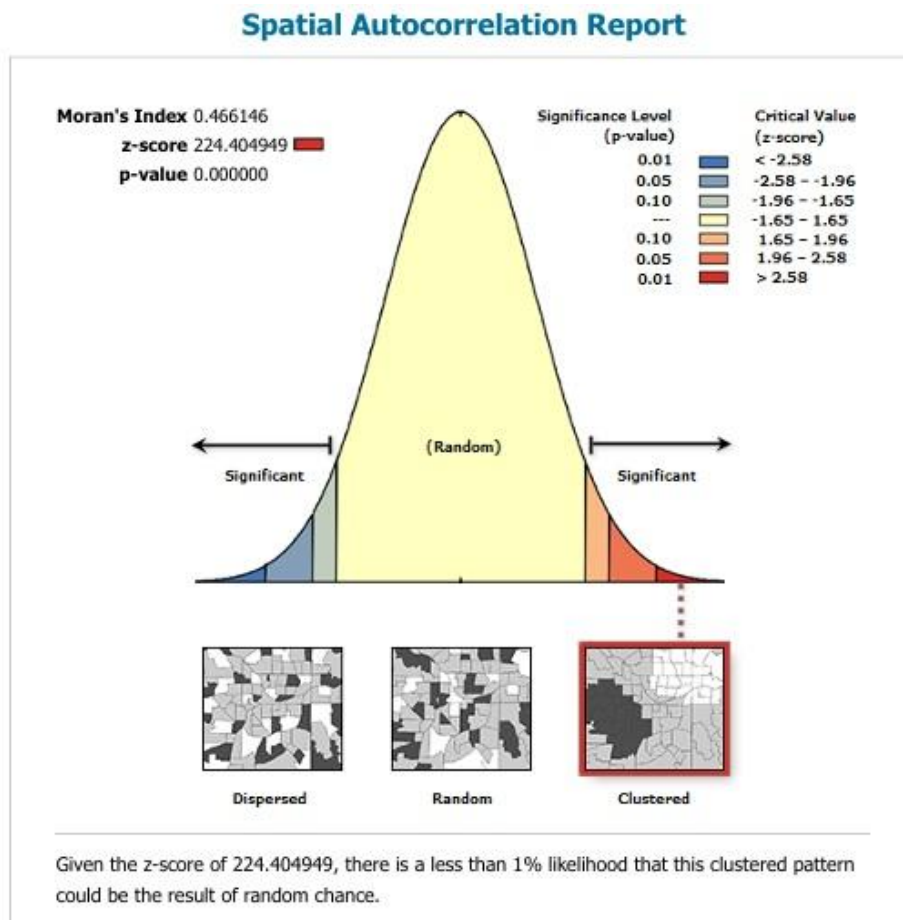 Spatial Autocorrelation Report
Moran's Index 0.466146
z-score 224.404949
p-value 0.000000
Significance Level
(p-value)
Critical Value
(z-score)
0.01 < -2.58
0.05 -2.58 – -1.96
0.10 -1.96 – -1.65
--- -1.65 – 1.65
0.10 1.65 – 1.96
0.05 1.96 – 2.58
0.01 > 2.58
(Random)
Significant
Significant
Dispersed
Random
Clustered
Given the z-score of 224.404949, there is a less than 1% likelihood that this clustered pattern
could be the result of random chance.